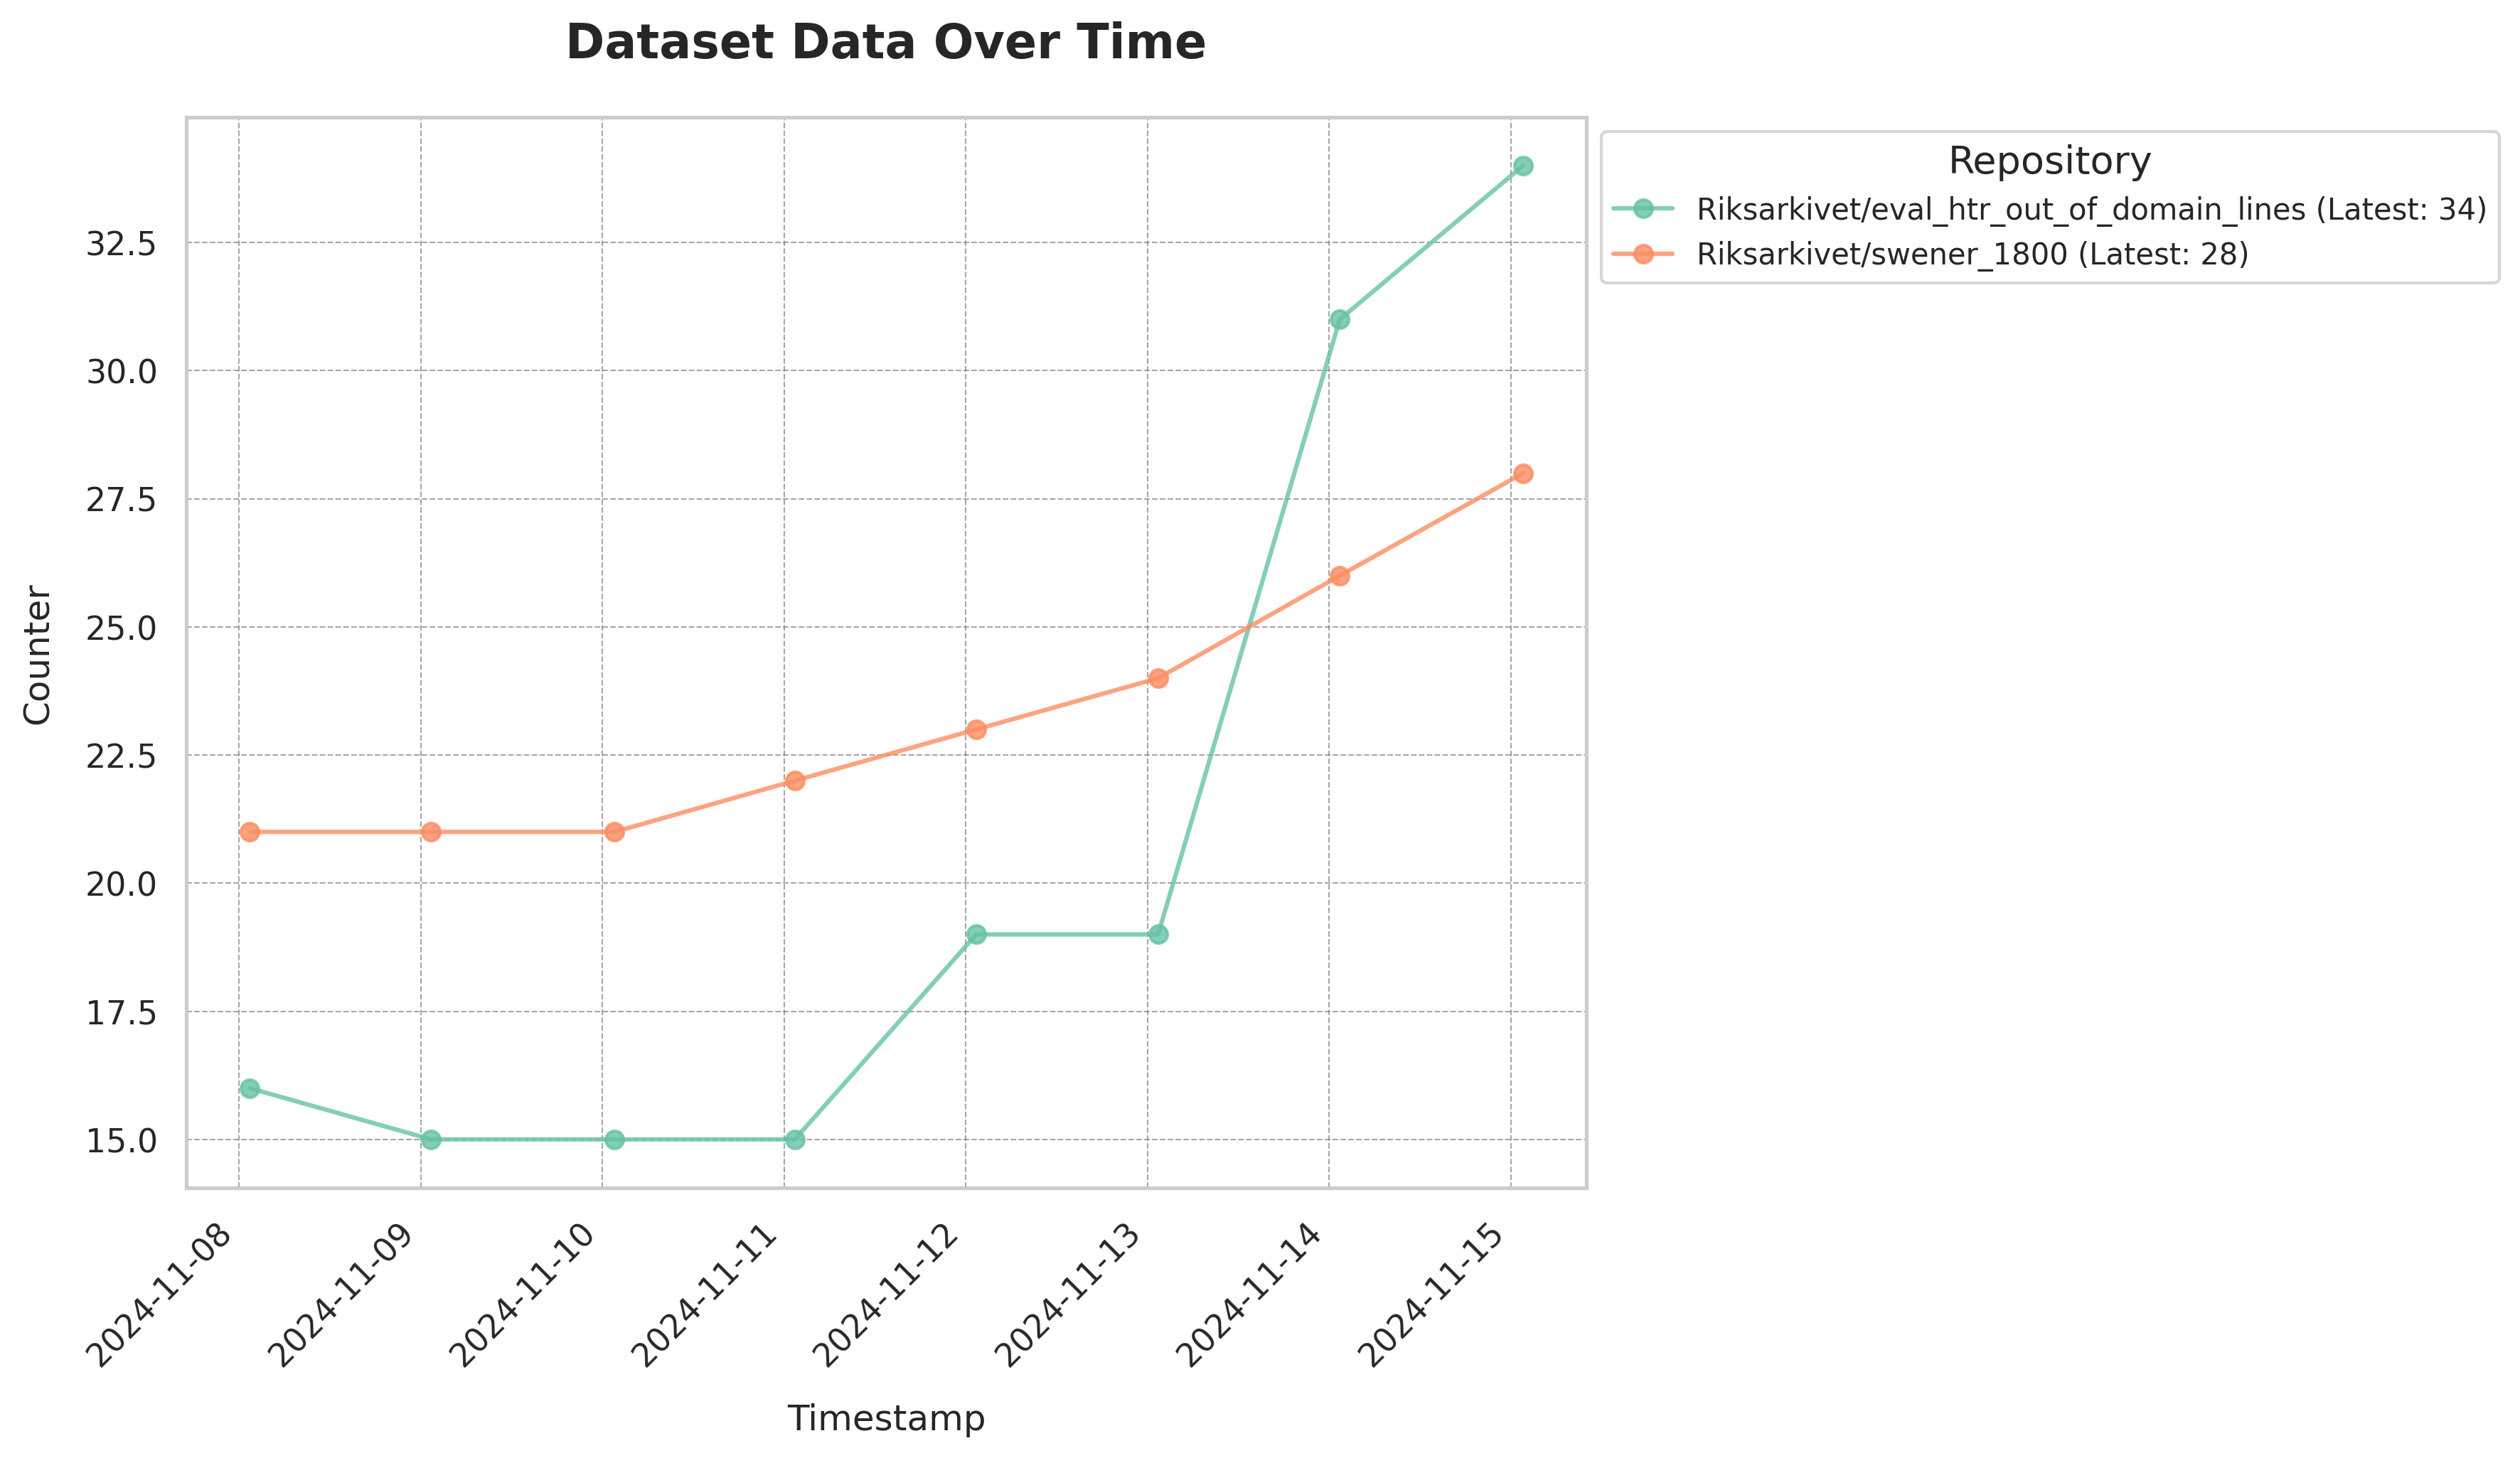 Dataset Data Over Time
Repository
Riksarkivet/eval_htr_out_of_domain_lines (Latest: 34)
Riksarkivet/swener_1800 (Latest: 28)
Counter
32.5
30.0
27.5
25.0
22.5
20.0
17.5
15.0
2024-11-08
2024-11-09
2024-11-10
2024-11-11
2024-11-12
2024-11-13
2024-11-14
2024-11-15
Timestamp